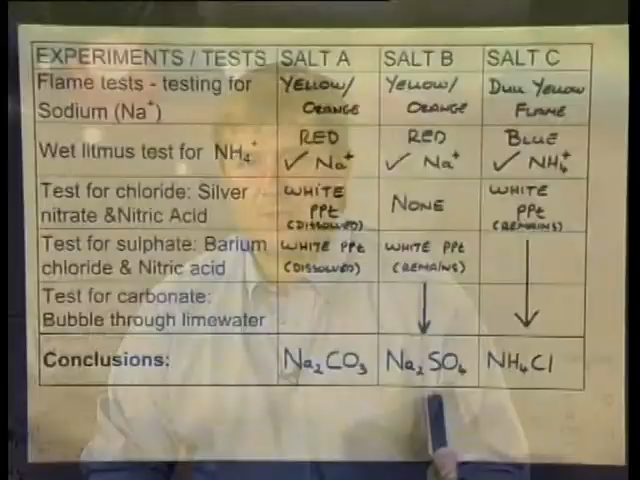 EXPERIMENTS / TESTS SALT A SALT B SALT C
Flame tests - testing for Sodium (Na⁺) YELLOW/ ORANGE YELLOW/ ORANGE DULL YELLOW FLAME
Wet litmus test for NH₄⁺ RED ✓ Na⁺ RED ✓ Na⁺ BLUE ✓ NH₄⁺
Test for chloride: Silver nitrate &Nitric Acid WHITE PPt (DISSOLVED) NONE WHITE PPt (REMAINS)
Test for sulphate: Barium chloride & Nitric acid WHITE PPt (DISSOLVED) WHITE PPt (REMAINS)
Test for carbonate: Bubble through limewater
Conclusions: Na₂CO₃ Na₂SO₄ NH₄Cl